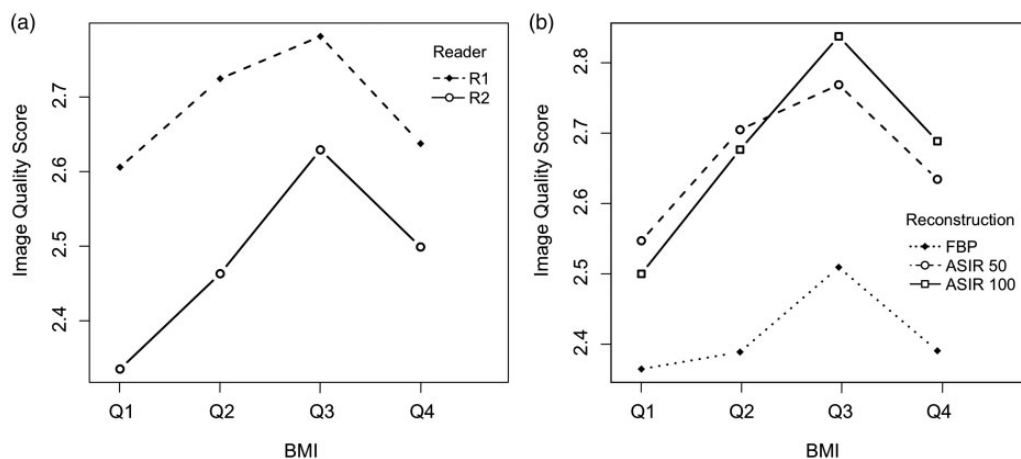 (a)
Image Quality Score
2.7
2.6
2.5
2.4
Reader
R1
R2
Q1 Q2 Q3 Q4
BMI
(b)
Image Quality Score
2.8
2.7
2.6
2.5
2.4
Reconstruction
FBP
ASIR 50
ASIR 100
Q1 Q2 Q3 Q4
BMI